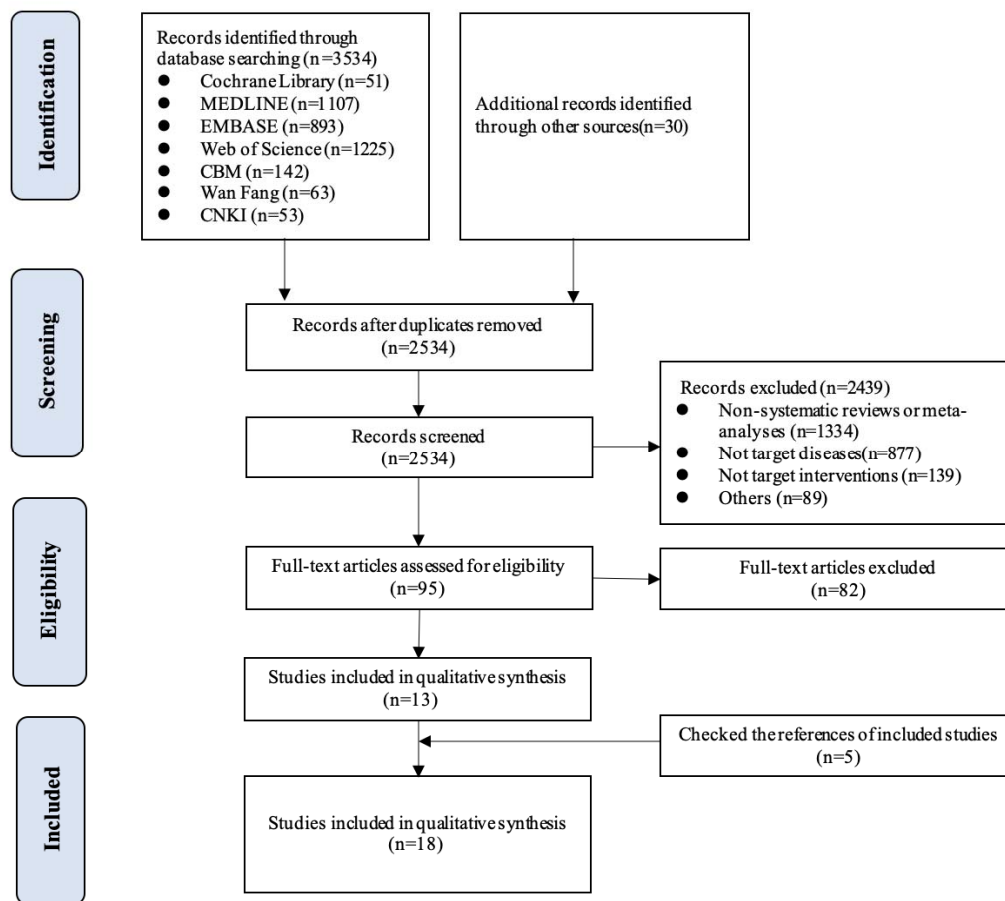 Identification
Records identified through
database searching (n=3534)
● Cochrane Library (n=51)
● MEDLINE (n=1107)
● EMBASE (n=893)
● Web of Science (n=1225)
● CBM (n=142)
● Wan Fang (n=63)
● CNKI (n=53)
Additional records identified
through other sources(n=30)
Screening
Records after duplicates removed
(n=2534)
Records screened
(n=2534)
Records excluded (n=2439)
● Non-systematic reviews or meta-
analyses (n=1334)
● Not target diseases(n=877)
● Not target interventions (n=139)
● Others (n=89)
Eligibility
Full-text articles assessed for eligibility
(n=95)
Full-text articles excluded
(n=82)
Studies included in qualitative synthesis
(n=13)
Included
Checked the references of included studies
(n=5)
Studies included in qualitative synthesis
(n=18)